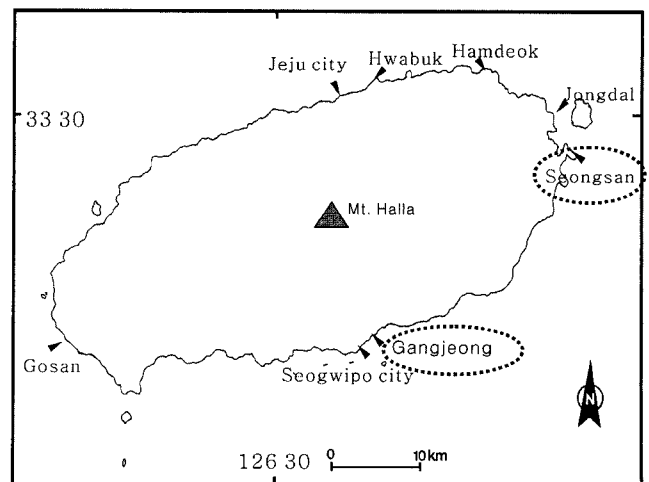 Hamdeok
Hwabuk
Jeju city
Jongdal
33 30
Seongsan
Mt. Halla
Gangjeong
Gosan
Seogwipo city
N
126 30
0
10km